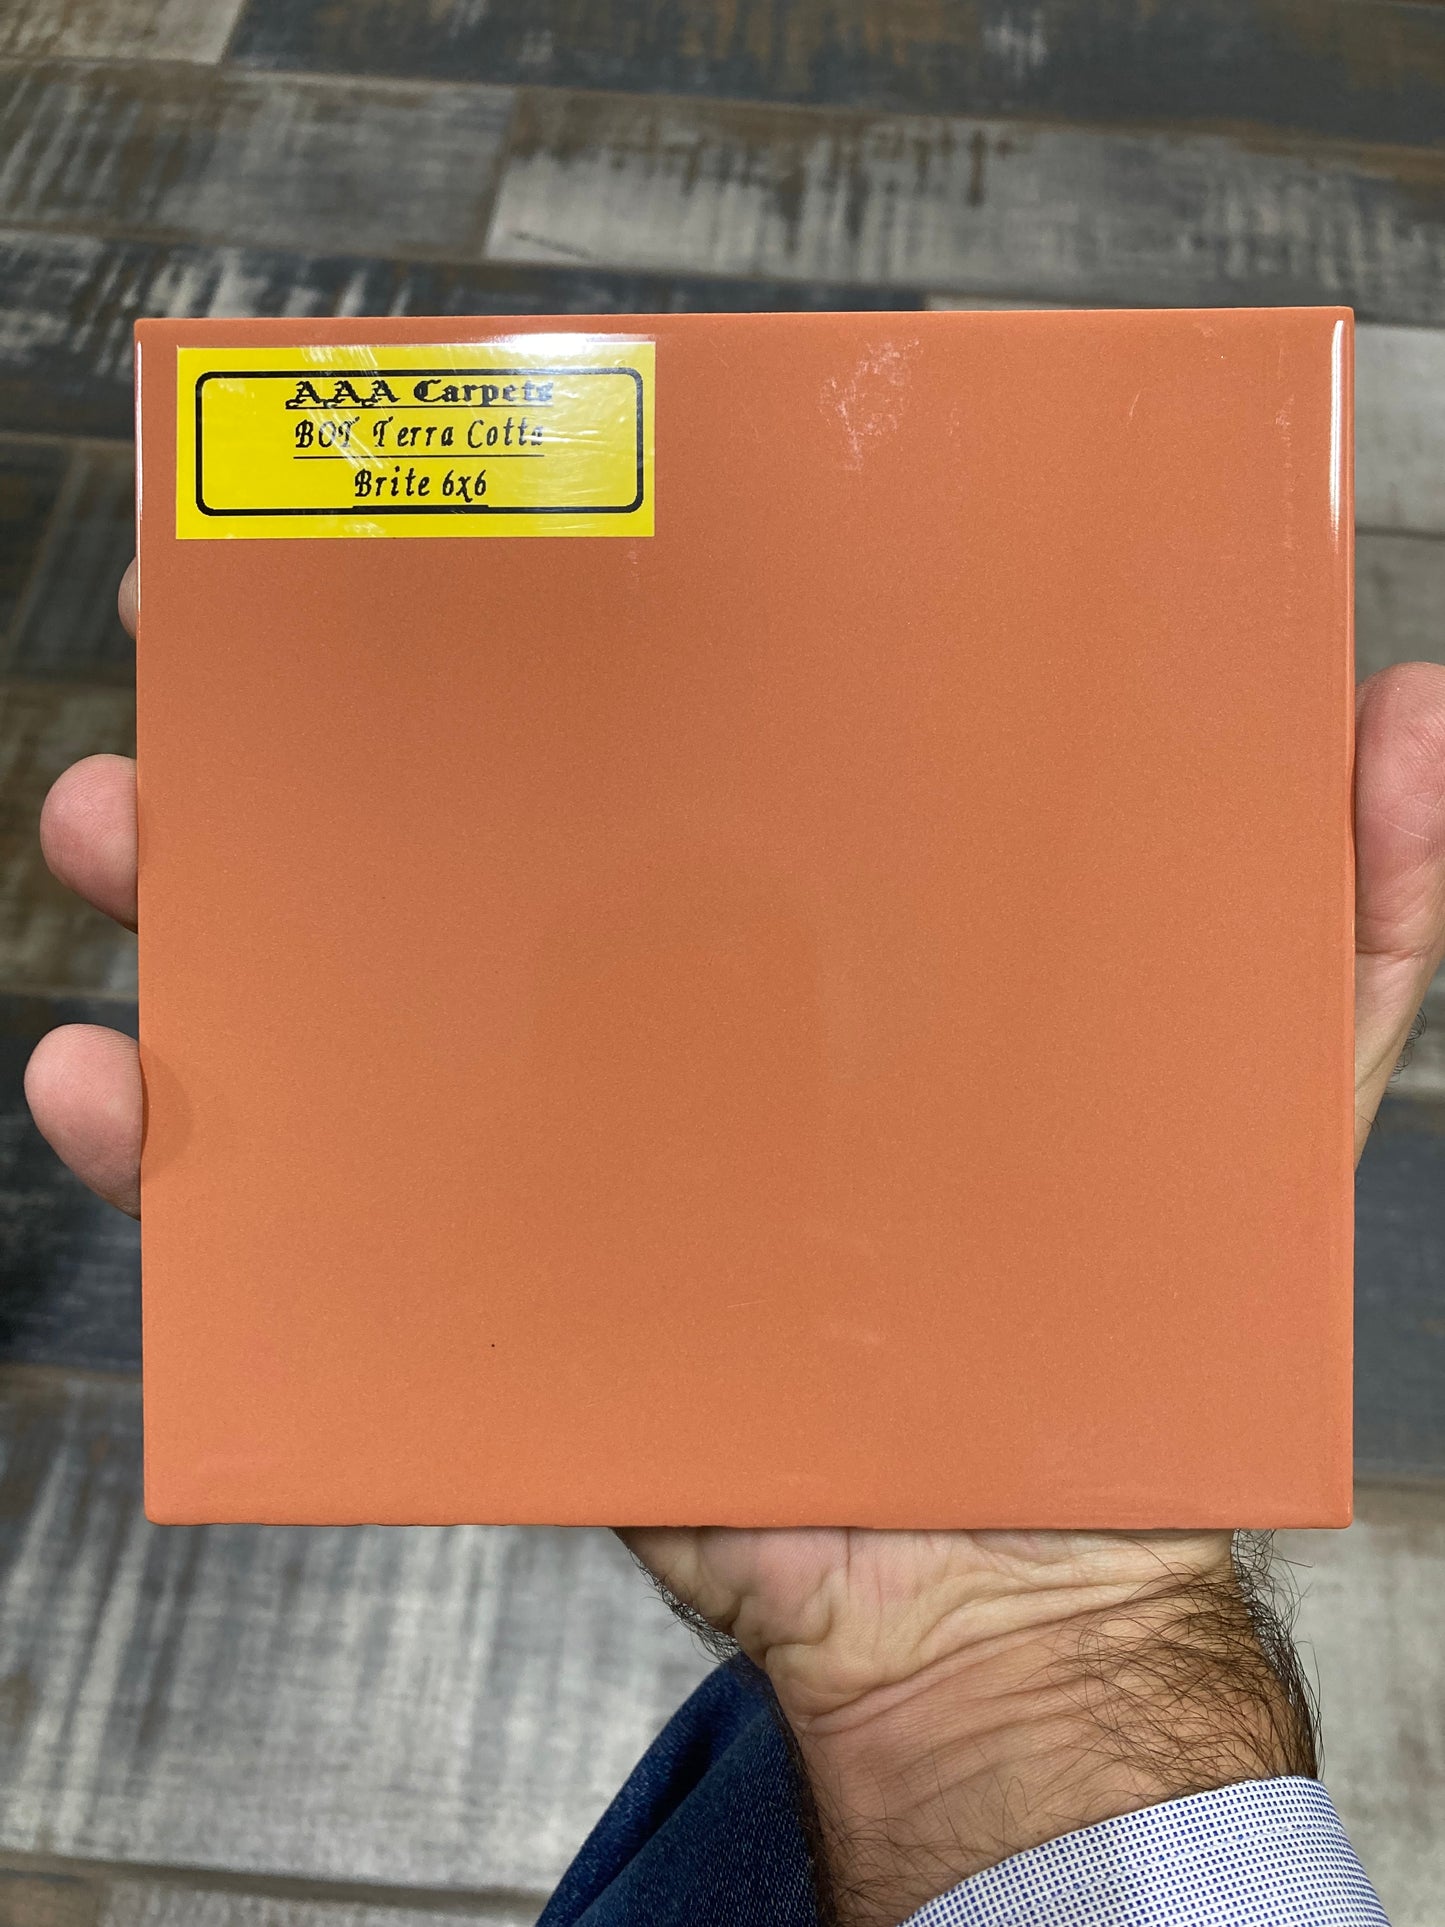 AAA Carpets
BOT Terra Cotta
Brite 6x6